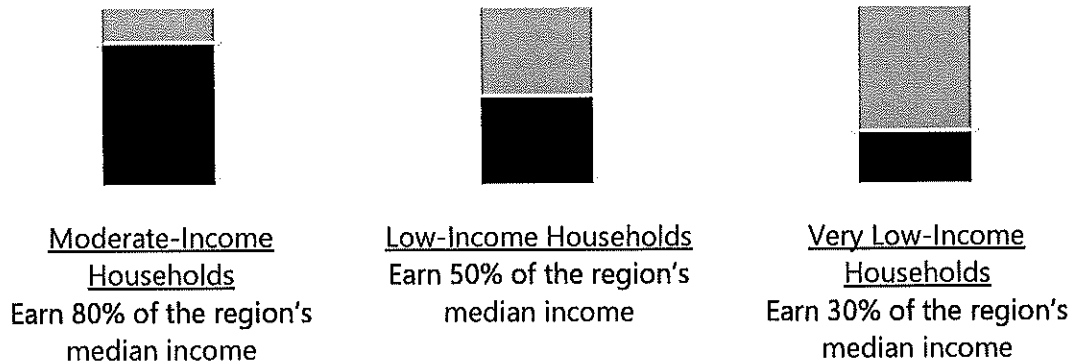 Moderate-Income
Households
Earn 80% of the region's
median income
Low-Income Households
Earn 50% of the region's
median income
Very Low-Income
Households
Earn 30% of the region's
median income